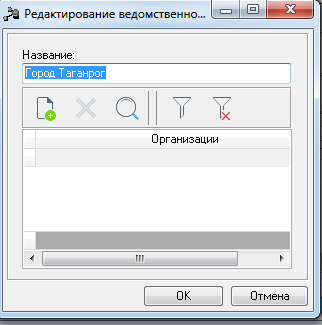 Редактирование ведомственно...
Название:
Город Таганрог
Организации
OK
Отмена